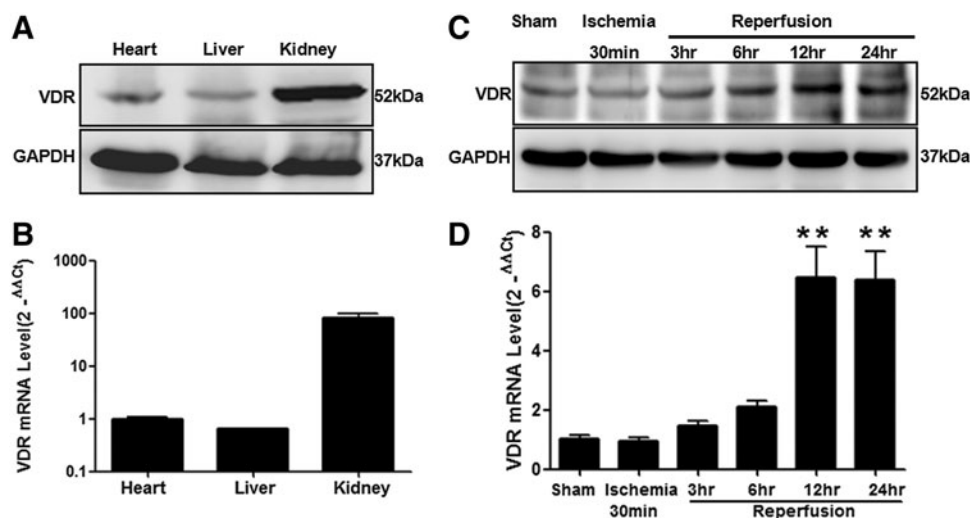 A
Heart Liver Kidney
VDR 52kDa
GAPDH 37kDa
B
VDR mRNA Level(2 -ΔΔCt)
1000
100
10
1
0.1
Heart Liver Kidney
C
Sham Ischemia Reperfusion
30min 3hr 6hr 12hr 24hr
VDR 52kDa
GAPDH 37kDa
D
VDR mRNA Level(2 -ΔΔCt)
8
6
4
2
0
** **
Sham Ischemia 3hr 6hr 12hr 24hr
30min Reperfusion